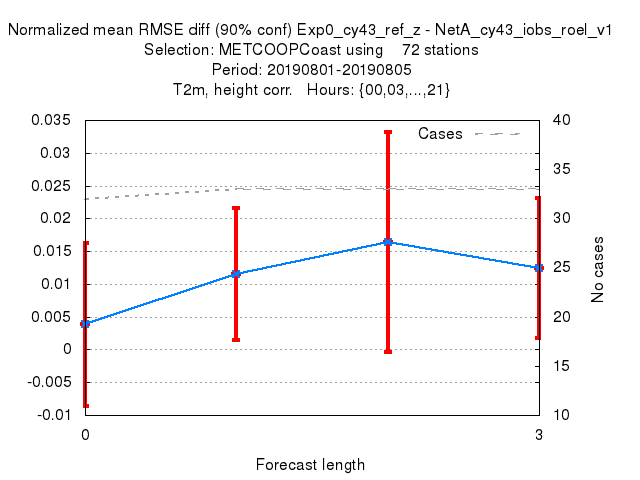 Normalized mean RMSE diff (90% conf) Exp0_cy43_ref_z - NetA_cy43_iobs_roel_v1
Selection: METCOOPCoast using 72 stations
Period: 20190801-20190805
T2m, height corr. Hours: {00,03,...,21}
0.035
0.03
0.025
0.02
0.015
0.01
0.005
0
-0.005
-0.01
Cases
40
35
30
25
20
15
10
No cases
0
3
Forecast length